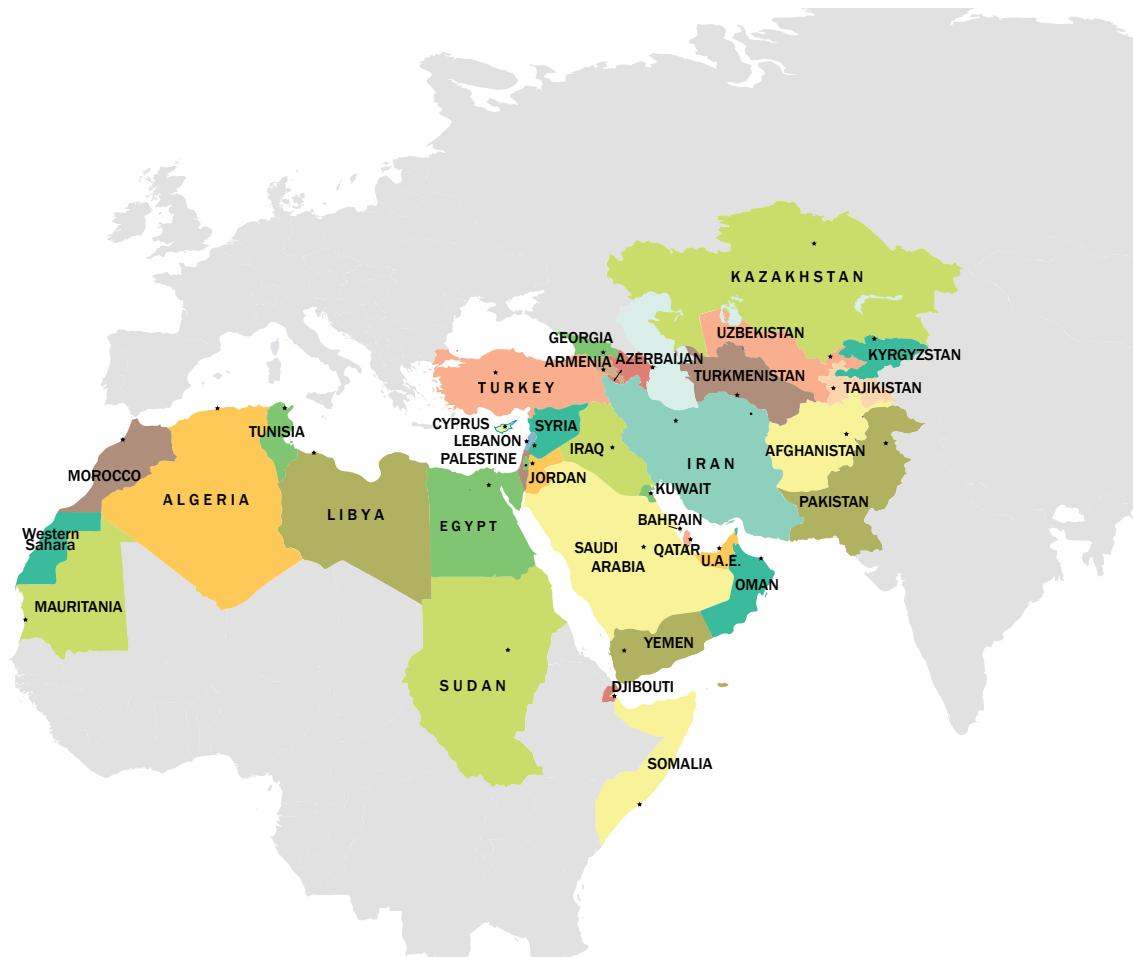 KAZAKHSTAN
UZBEKISTAN
GEORGIA
KYRGYZSTAN
ARMENIA
AZERBAIJAN
TURKMENISTAN
TURKEY
TAJIKISTAN
CYPRUS
SYRIA
TUNISIA
LEBANON
IRAQ
AFGHANISTAN
PALESTINE
IRAN
MOROCCO
JORDAN
KUWAIT
ALGERIA
PAKISTAN
LIBYA
BAHRAIN
EGYPT
Western
Sahara
SAUDI
ARABIA
QATAR
U.A.E.
OMAN
MAURITANIA
YEMEN
SUDAN
DJIBOUTI
SOMALIA